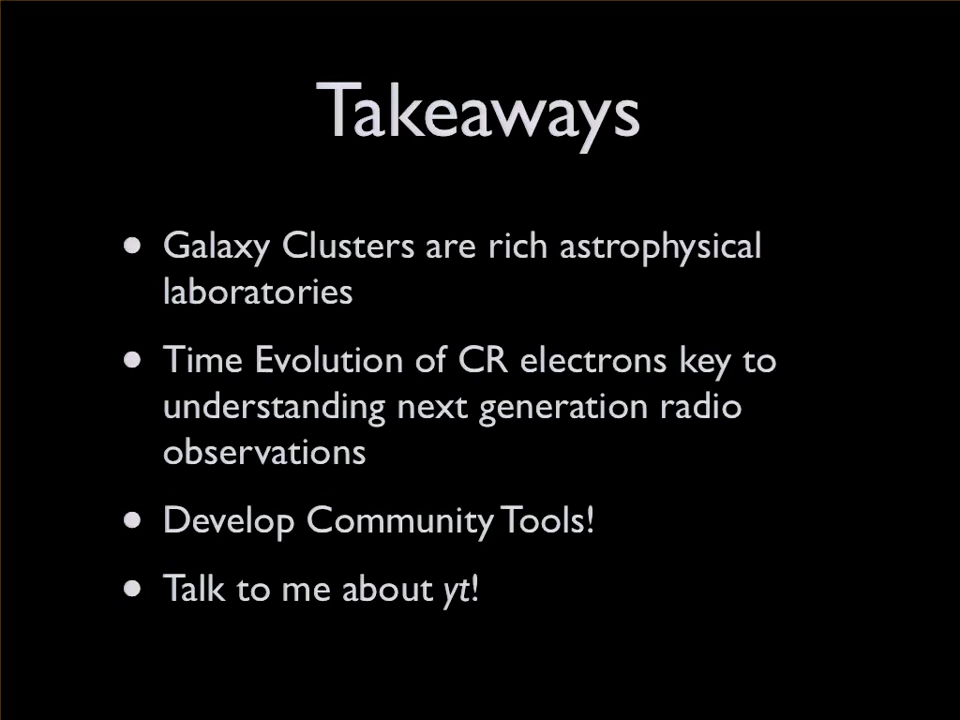 Takeaways
• Galaxy Clusters are rich astrophysical
laboratories
• Time Evolution of CR electrons key to
understanding next generation radio
observations
• Develop Community Tools!
• Talk to me about yt!